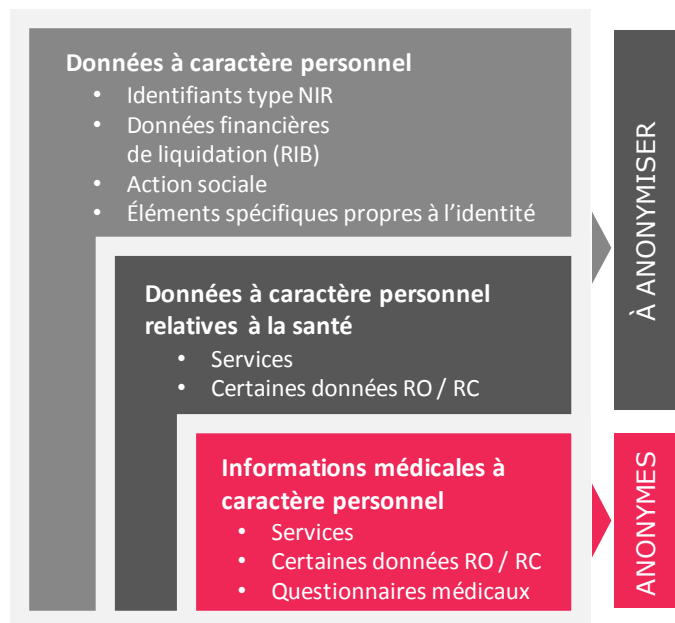 Données à caractère personnel
• Identifiants type NIR
• Données financières
de liquidation (RIB)
• Action sociale
• Éléments spécifiques propres à l'identité
À ANONYMISER
Données à caractère personnel
relatives à la santé
• Services
• Certaines données RO / RC
Informations médicales à
caractère personnel
• Services
• Certaines données RO / RC
• Questionnaires médicaux
ANONYMES